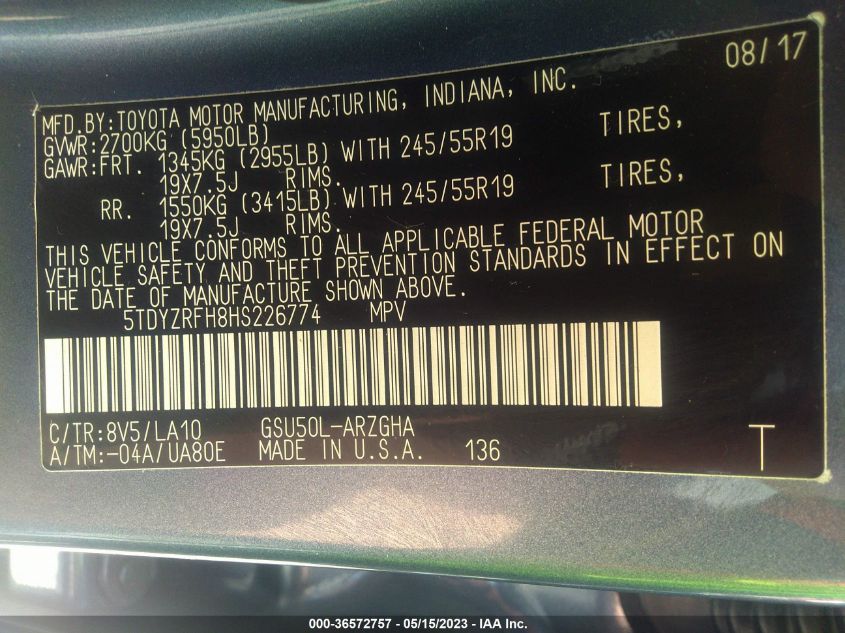 08/17
MFD.BY:TOYOTA MOTOR MANUFACTURING, INDIANA, INC.
GVWR:2700KG (5950LB)
GAWR:FRT. 1345KG (2955LB) WITH 245/55R19 TIRES,
19X7.5J RIMS.
RR. 1550KG (3415LB) WITH 245/55R19 TIRES,
19X7.5J RIMS.
THIS VEHICLE CONFORMS TO ALL APPLICABLE FEDERAL MOTOR
VEHICLE SAFETY AND THEFT PREVENTION STANDARDS IN EFFECT ON
THE DATE OF MANUFACTURE SHOWN ABOVE.
5TDYZRFH8HS226774 MPV
C/TR:8V5/LA10 GSU50L-ARZGHA
A/TM:-04A/UA80E MADE IN U.S.A. 136 T
000-36572757 - 05/15/2023 - IAA Inc.